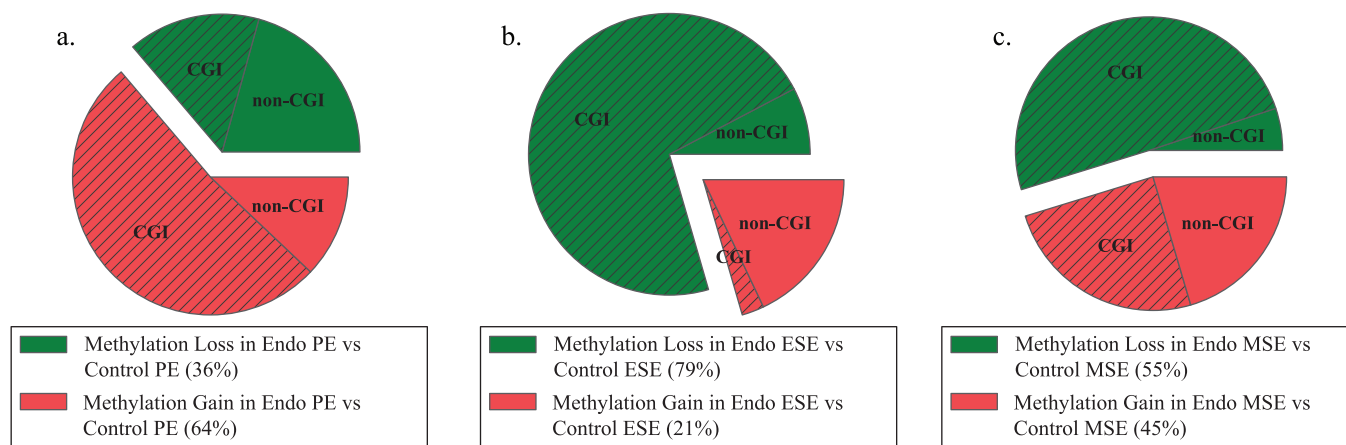 a.
CGI
non-CGI
non-CGI
CGI
Methylation Loss in Endo PE vs
Control PE (36%)
Methylation Gain in Endo PE vs
Control PE (64%)
b.
CGI
non-CGI
non-CGI
CGI
Methylation Loss in Endo ESE vs
Control ESE (79%)
Methylation Gain in Endo ESE vs
Control ESE (21%)
c.
CGI
non-CGI
non-CGI
CGI
Methylation Loss in Endo MSE vs
Control MSE (55%)
Methylation Gain in Endo MSE vs
Control MSE (45%)